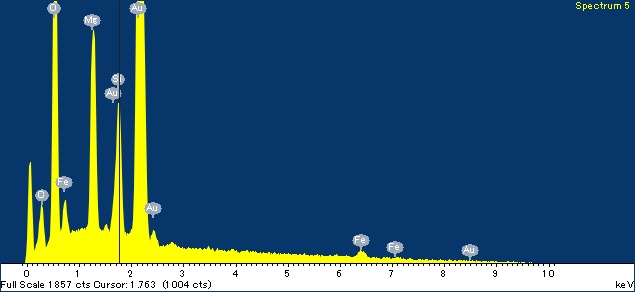 Spectrum 5
O
Mg
Au
Si
Au
O
Fe
Au
Fe
Fe
Au
0 1 2 3 4 5 6 7 8 9 10
Full Scale 1857 cts Cursor: 1.763 (1004 cts) keV